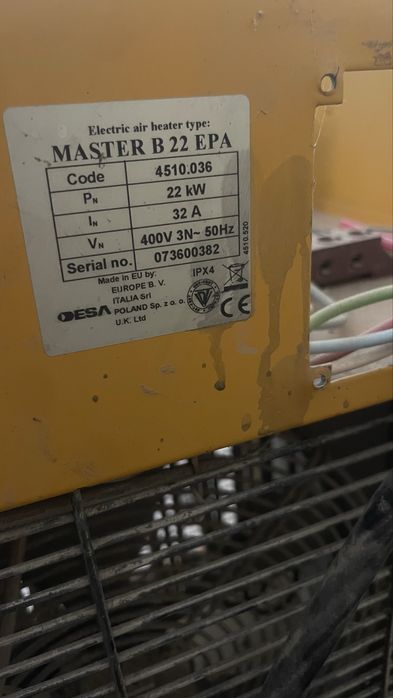 Electric air heater type:
MASTER B 22 EPA
Code 4510.036
PN 22 kW
IN 32 A
VN 400V 3N~ 50Hz
Serial no. 073600382
4510.520
Made in EU by:
EUROPE B. V.
ITALIA Srl
POLAND Sp. z o. o.
U.K. Ltd
DESA
IPX4
CE